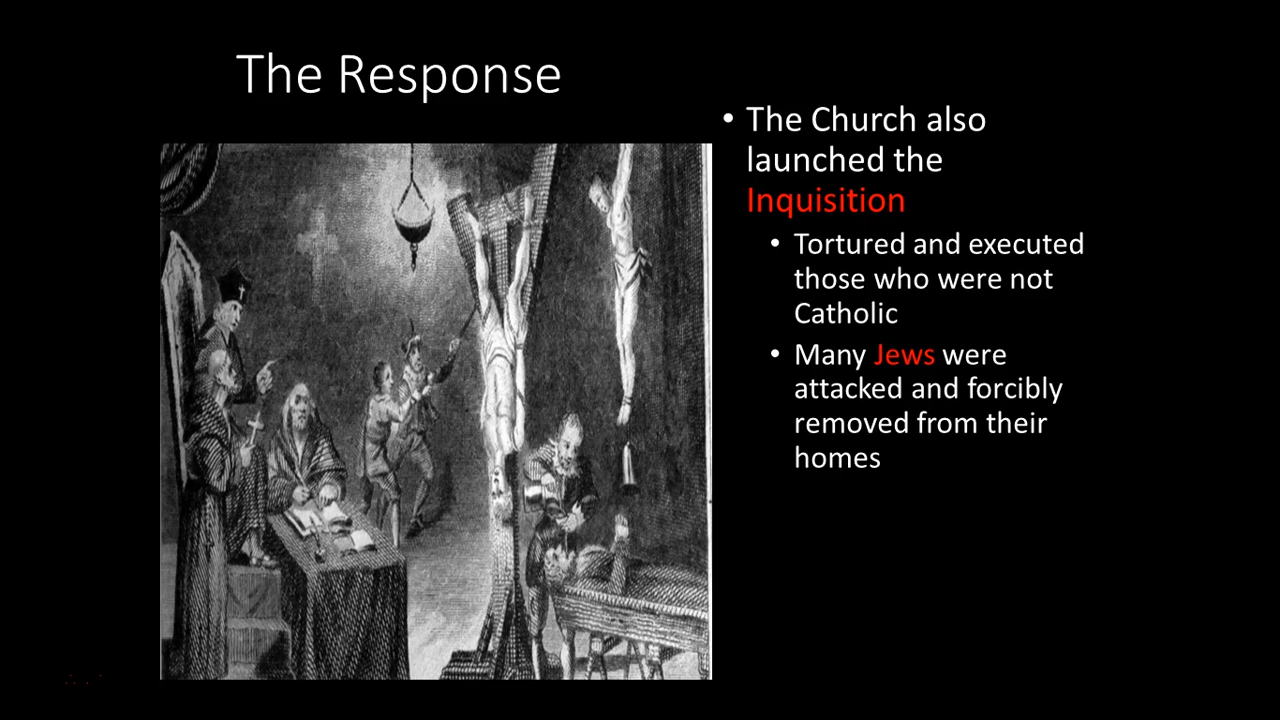 The Response
• The Church also
launched the
Inquisition
• Tortured and executed
those who were not
Catholic
• Many Jews were
attacked and forcibly
removed from their
homes